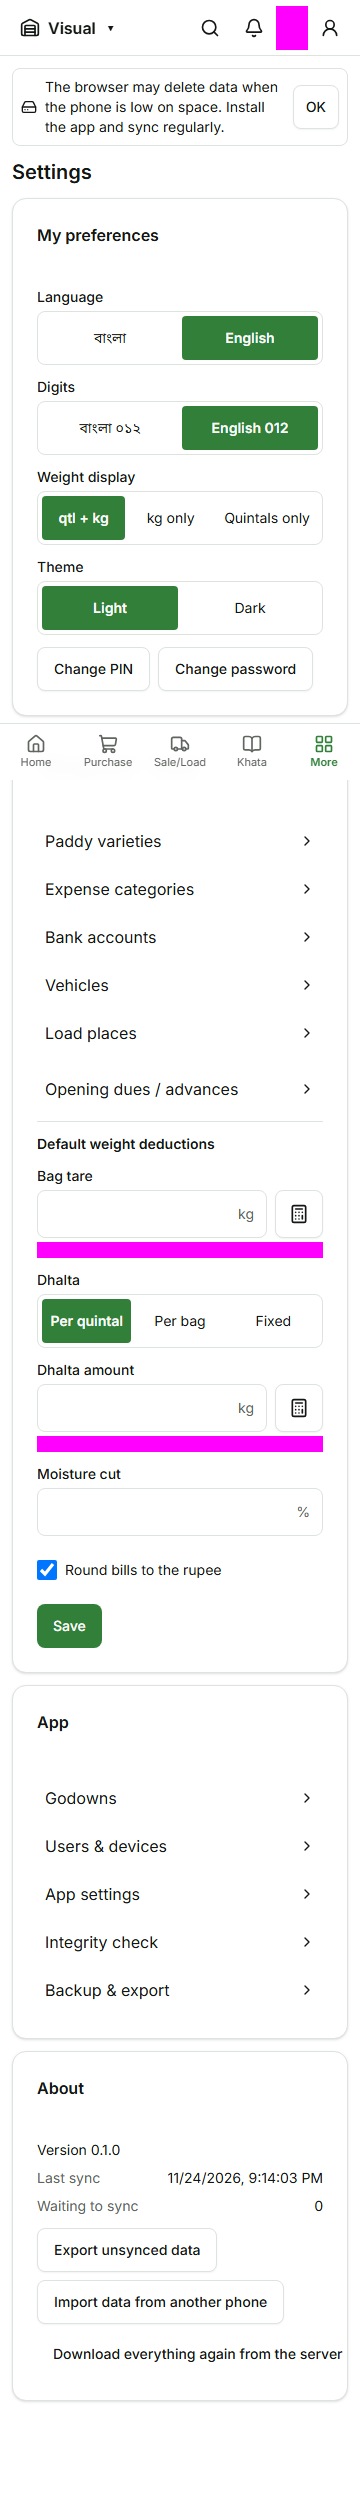 Visual
The browser may delete data when
the phone is low on space. Install
the app and sync regularly.
OK
Settings
My preferences
Language
বাংলা
English
Digits
বাংলা ০১২
English 012
Weight display
qtl + kg
kg only
Quintals only
Theme
Light
Dark
Change PIN
Change password
Home
Purchase
Sale/Load
Khata
More
Paddy varieties
Expense categories
Bank accounts
Vehicles
Load places
Opening dues / advances
Default weight deductions
Bag tare
kg
Dhalta
Per quintal
Per bag
Fixed
Dhalta amount
kg
Moisture cut
%
Round bills to the rupee
Save
App
Godowns
Users & devices
App settings
Integrity check
Backup & export
About
Version 0.1.0
Last sync
11/24/2026, 9:14:03 PM
Waiting to sync
0
Export unsynced data
Import data from another phone
Download everything again from the server